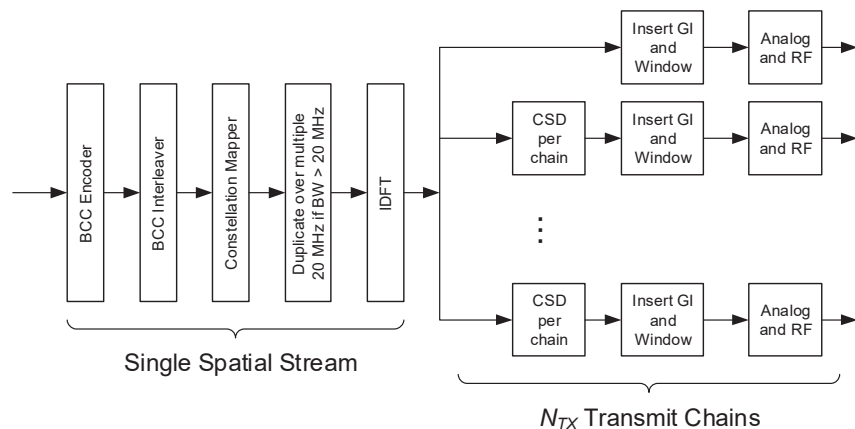 BCC Encoder
BCC Interleaver
Constellation Mapper
Duplicate over multiple
20 MHz if BW > 20 MHz
IDFT
Single Spatial Stream
Insert GI
and
Window
Analog
and RF
CSD
per
chain
Insert GI
and
Window
Analog
and RF
...
CSD
per
chain
Insert GI
and
Window
Analog
and RF
N_TX Transmit Chains